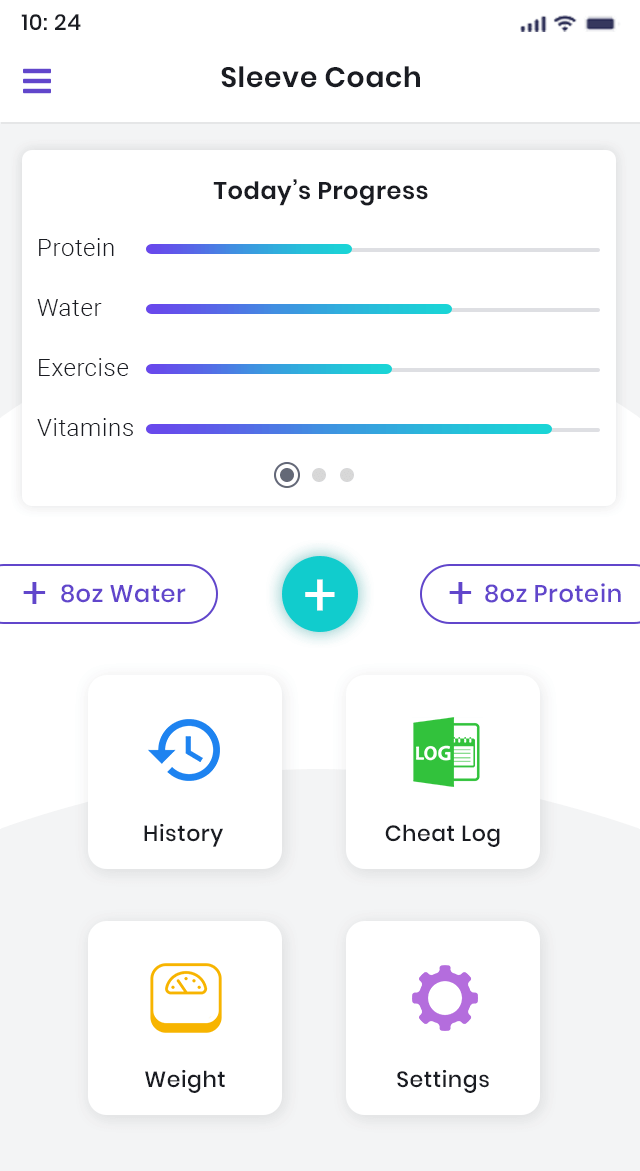 10: 24
Sleeve Coach
Today's Progress
Protein
Water
Exercise
Vitamins
+ 8oz Water
+
+ 8oz Protein
LOG
History
Cheat Log
Weight
Settings